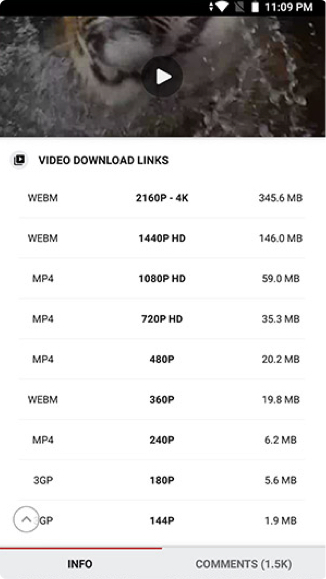 11:09 PM
VIDEO DOWNLOAD LINKS
WEBM 2160P - 4K 345.6 MB
WEBM 1440P HD 146.0 MB
MP4 1080P HD 59.0 MB
MP4 720P HD 35.3 MB
MP4 480P 20.2 MB
WEBM 360P 19.8 MB
MP4 240P 6.2 MB
3GP 180P 5.6 MB
GP 144P 1.9 MB
INFO COMMENTS (1.5K)